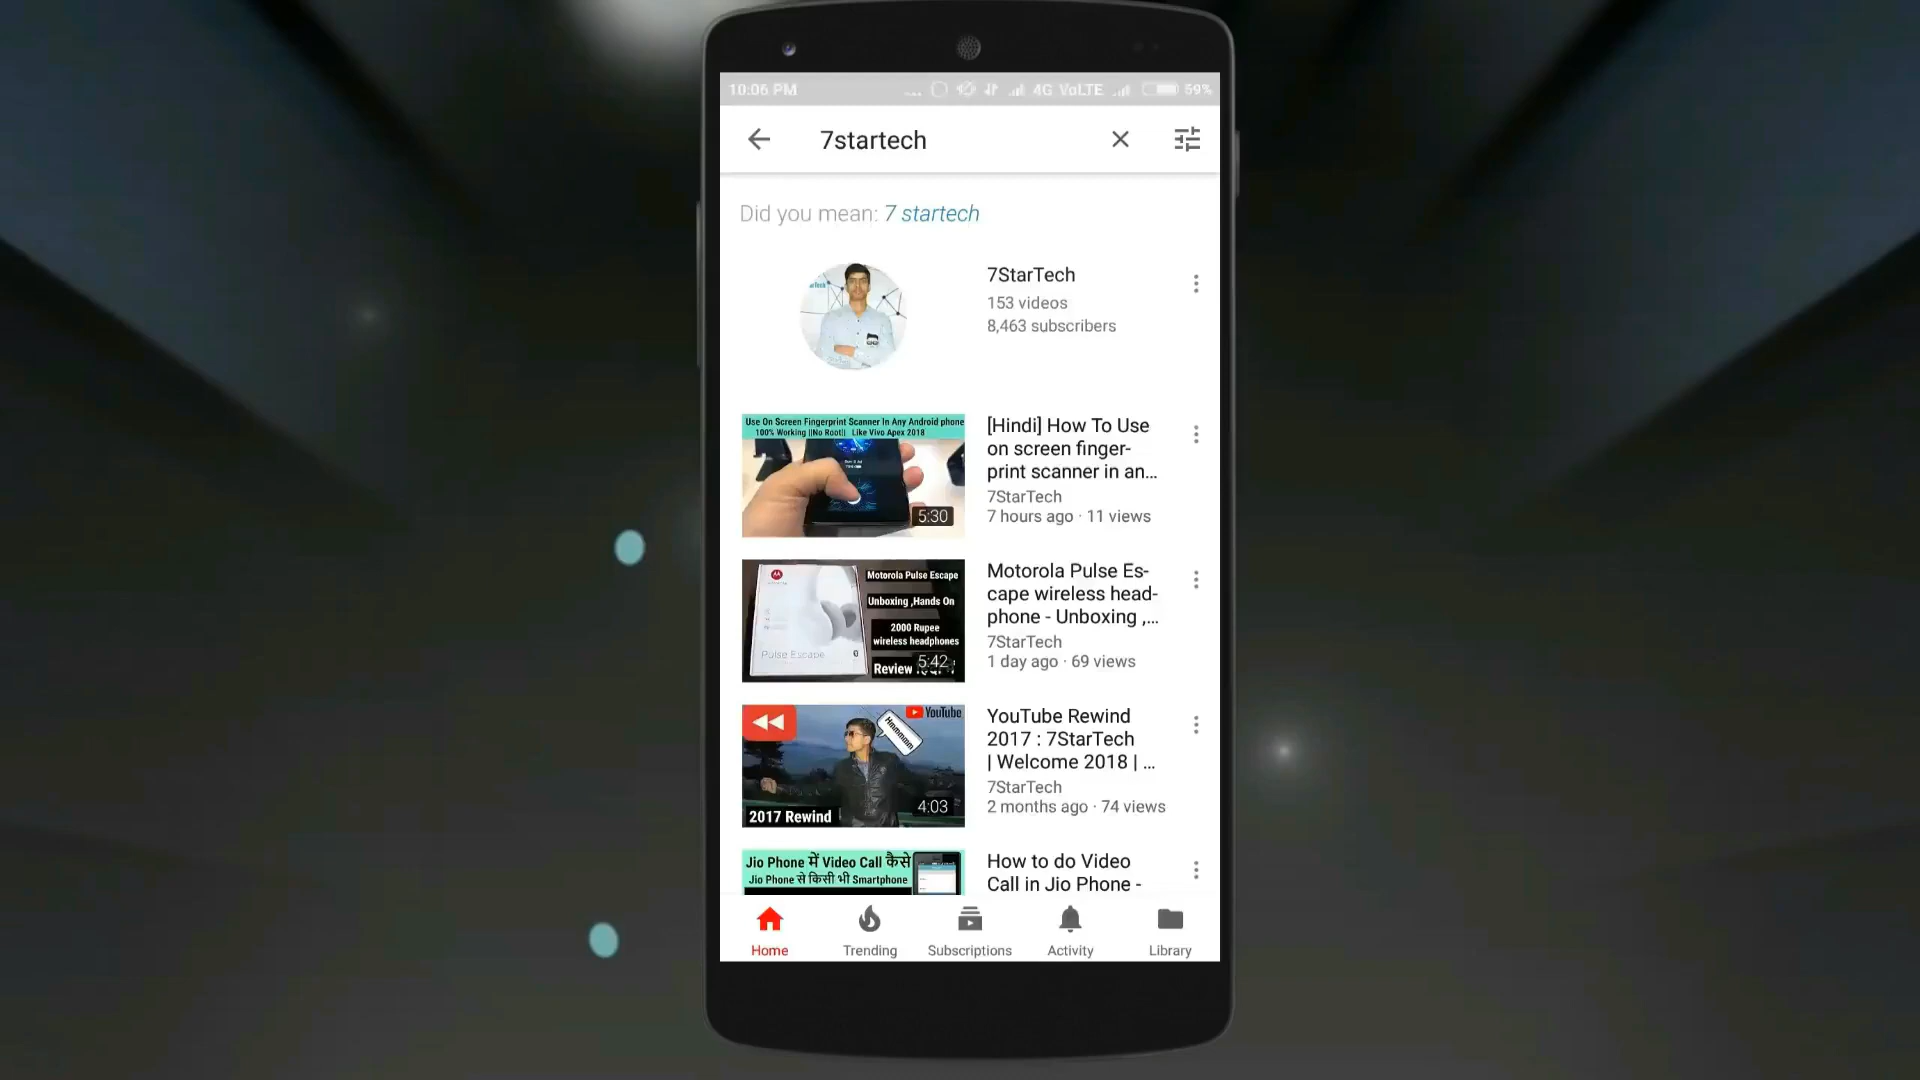 10:06 PM
4G VoLTE
59%
7startech
Did you mean: 7 startech
7StarTech
153 videos
8,463 subscribers
Use On Screen Fingerprint Scanner In Any Android phone
100% Working ||No Root|| Like Vivo Apex 2018
5:30
[Hindi] How To Use
on screen finger-
print scanner in an...
7StarTech
7 hours ago · 11 views
Motorola Pulse Escape
Unboxing ,Hands On
2000 Rupee
wireless headphones
Pulse Escape
Review
5:42
Motorola Pulse Es-
cape wireless head-
phone - Unboxing ,...
7StarTech
1 day ago · 69 views
YouTube
Hmmmmm
2017 Rewind
4:03
YouTube Rewind
2017 : 7StarTech
| Welcome 2018 | ...
7StarTech
2 months ago · 74 views
Jio Phone में Video Call कैसे
Jio Phone से किसी भी Smartphone
How to do Video
Call in Jio Phone -
Home
Trending
Subscriptions
Activity
Library